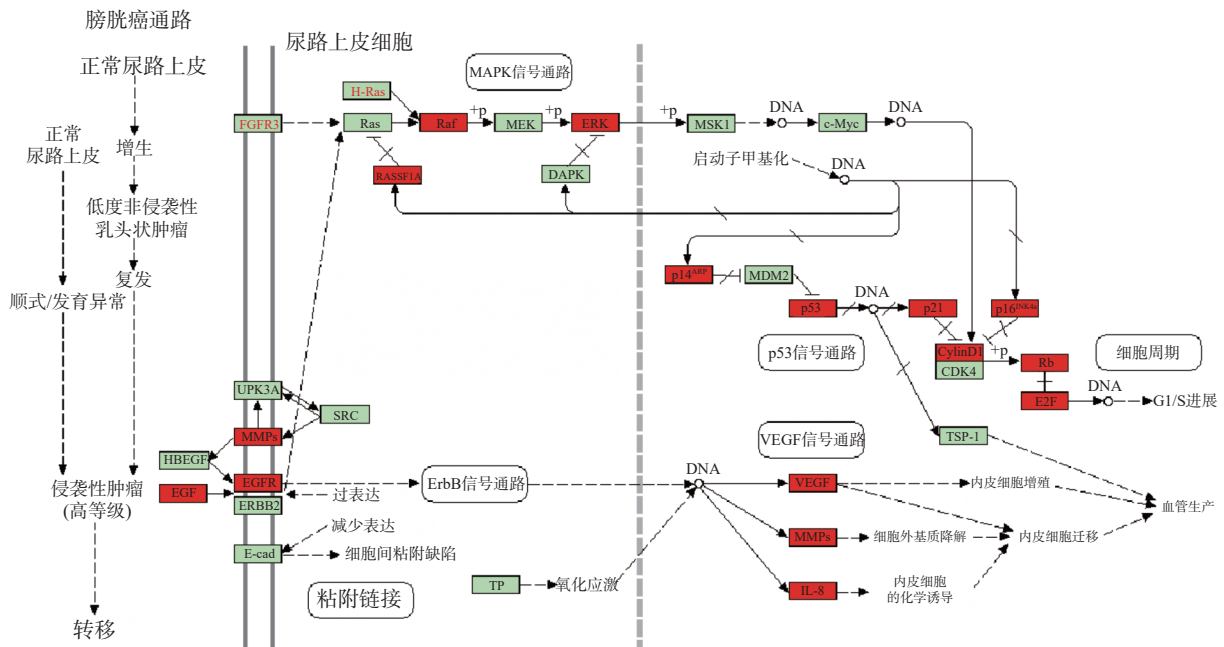 膀胱癌通路
尿路上皮细胞
正常尿路上皮
MAPK信号通路
H-Ras
FGFR3
Ras
Raf
+p
MEK
+p
ERK
+p
MSK1
DNA
c-Myc
DNA
正常
尿路上皮
增生
启动子甲基化
DNA
RASSF1A
DAPK
低度非侵袭性
乳头状肿瘤
复发
顺式/发育异常
p14ARP
MDM2
p53
DNA
p21
p16INK4a
p53信号通路
CylinD1
CDK4
+p
Rb
细胞周期
E2F
DNA
G1/S进展
UPK3A
SRC
MMPs
TSP-1
VEGF信号通路
HBEGF
EGFR
EGF
ERBB2
过表达
ErbB信号通路
DNA
VEGF
内皮细胞增殖
血管生产
侵袭性肿瘤
(高等级)
减少表达
E-cad
细胞间粘附缺陷
MMPs
细胞外基质降解
内皮细胞迁移
TP
氧化应激
IL-8
内皮细胞
的化学诱导
粘附链接
转移